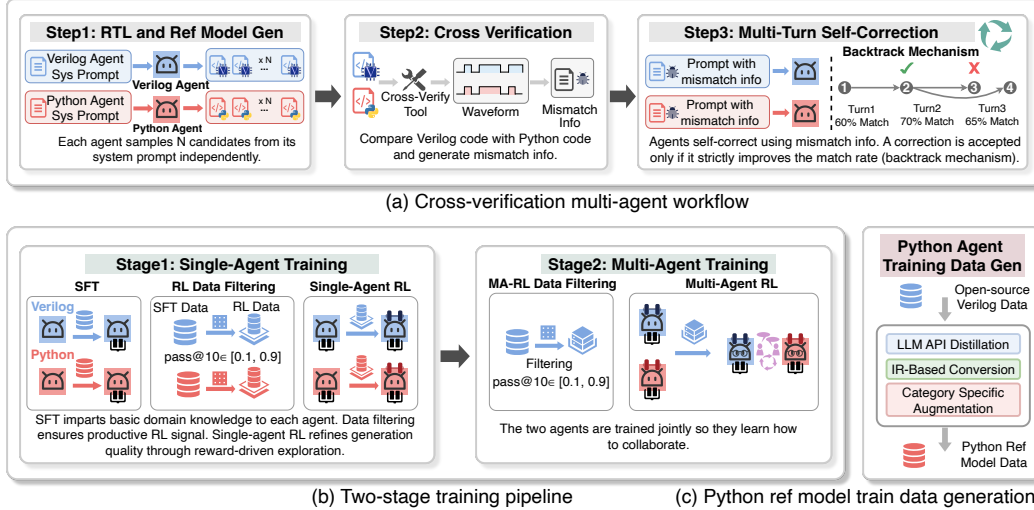 Step1: RTL and Ref Model Gen
Verilog Agent
Sys Prompt
Verilog Agent
x N
...
Python Agent
Sys Prompt
Python Agent
x N
...
Each agent samples N candidates from its
system prompt independently.
Step2: Cross Verification
Cross-Verify
Tool
Waveform
Mismatch
Info
Compare Verilog code with Python code
and generate mismatch info.
Step3: Multi-Turn Self-Correction
Prompt with
mismatch info
Prompt with
mismatch info
Backtrack Mechanism
✓ X
1 2 3 4
Turn1 Turn2 Turn3
60% Match 70% Match 65% Match
Agents self-correct using mismatch info. A correction is accepted
only if it strictly improves the match rate (backtrack mechanism).
(a) Cross-verification multi-agent workflow
Stage1: Single-Agent Training
SFT
Verilog
Python
RL Data Filtering
SFT Data RL Data
pass@10∈ [0.1, 0.9]
Single-Agent RL
SFT imparts basic domain knowledge to each agent. Data filtering
ensures productive RL signal. Single-agent RL refines generation
quality through reward-driven exploration.
Stage2: Multi-Agent Training
MA-RL Data Filtering
Filtering
pass@10∈ [0.1, 0.9]
Multi-Agent RL
The two agents are trained jointly so they learn how
to collaborate.
(b) Two-stage training pipeline
Python Agent
Training Data Gen
Open-source
Verilog Data
LLM API Distillation
IR-Based Conversion
Category Specific
Augmentation
Python Ref
Model Data
(c) Python ref model train data generation